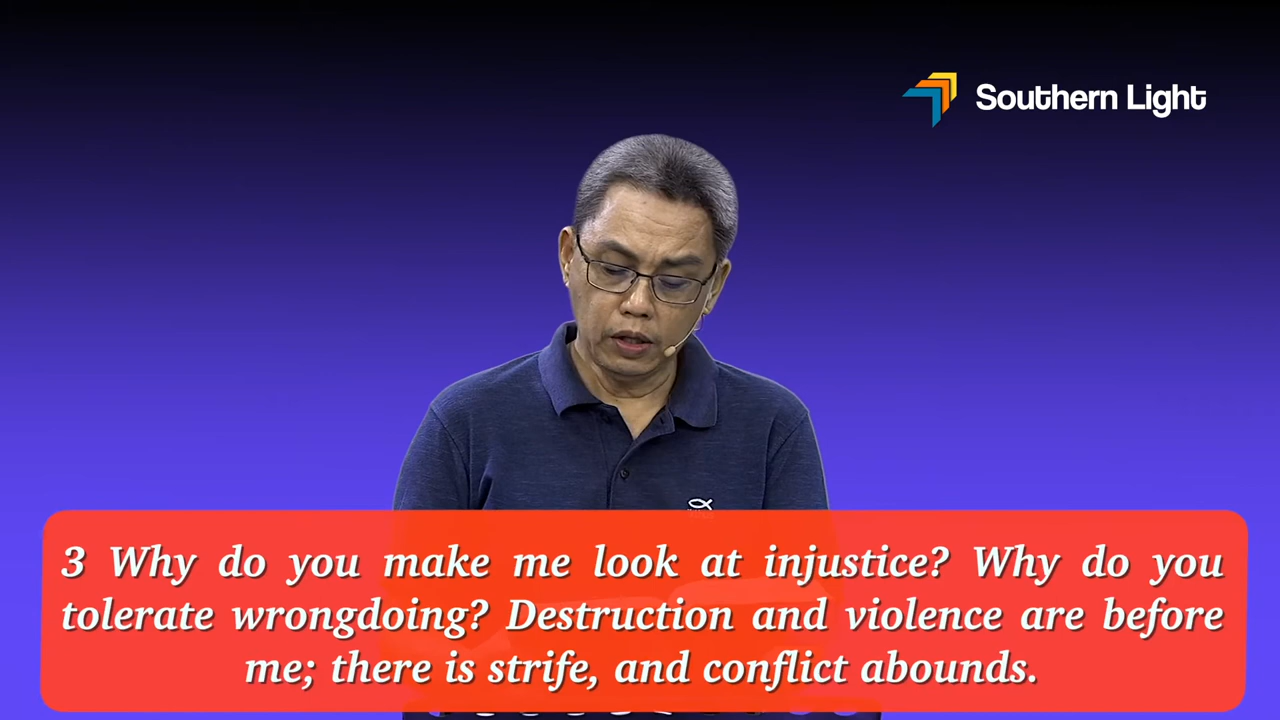 Southern Light
3 Why do you make me look at injustice? Why do you
tolerate wrongdoing? Destruction and violence are before
me; there is strife, and conflict abounds.